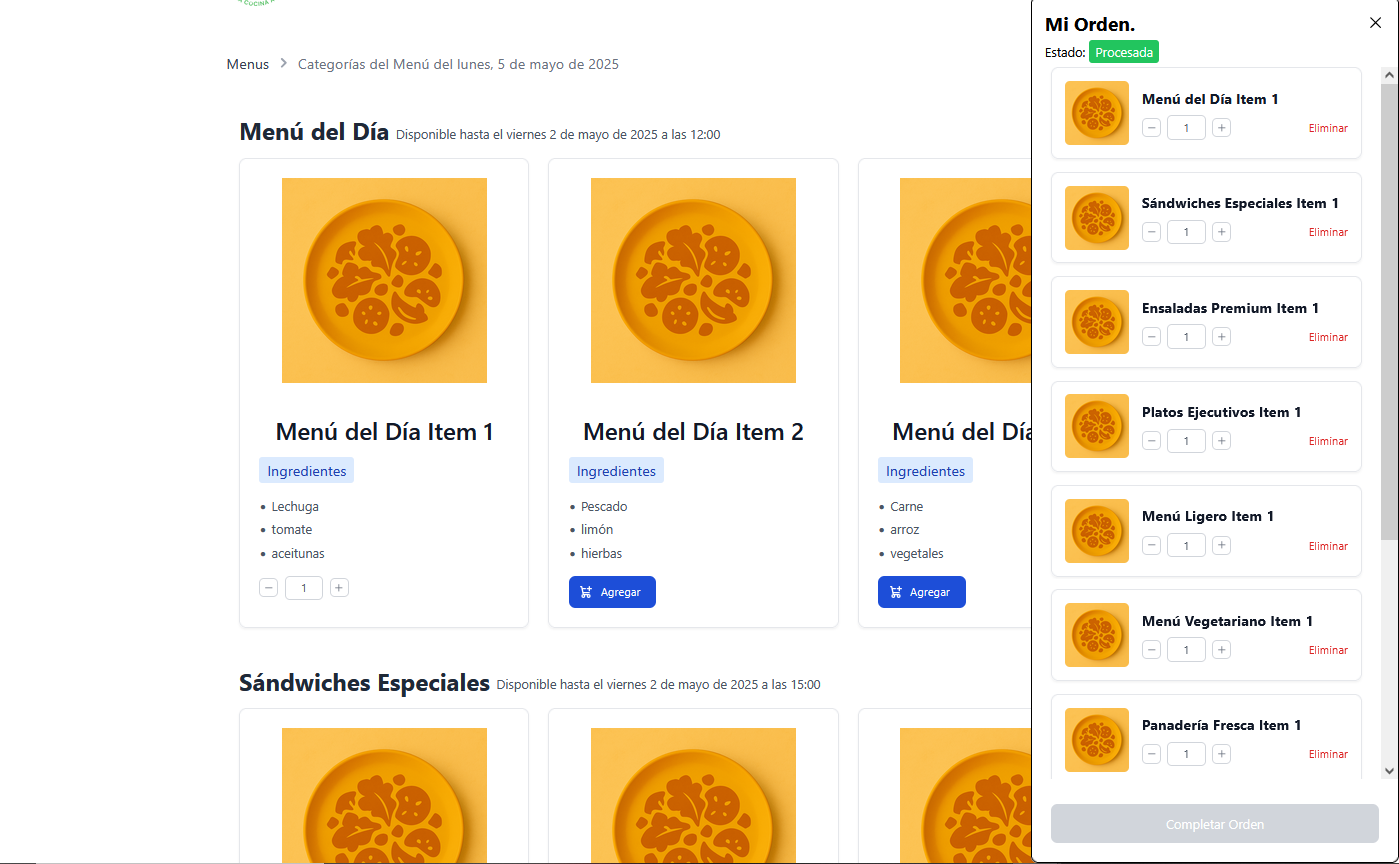 LA CUCINA
Menus
Categorías del Menú del lunes, 5 de mayo de 2025
Menú del Día
Disponible hasta el viernes 2 de mayo de 2025 a las 12:00
Menú del Día Item 1
Ingredientes
• Lechuga
• tomate
• aceitunas
− 1 +
Menú del Día Item 2
Ingredientes
• Pescado
• limón
• hierbas
Agregar
Menú del Día
Ingredientes
• Carne
• arroz
• vegetales
Agregar
Sándwiches Especiales
Disponible hasta el viernes 2 de mayo de 2025 a las 15:00
Mi Orden.
Estado: Procesada
Menú del Día Item 1
− 1 + Eliminar
Sándwiches Especiales Item 1
− 1 + Eliminar
Ensaladas Premium Item 1
− 1 + Eliminar
Platos Ejecutivos Item 1
− 1 + Eliminar
Menú Ligero Item 1
− 1 + Eliminar
Menú Vegetariano Item 1
− 1 + Eliminar
Panadería Fresca Item 1
− 1 + Eliminar
Completar Orden